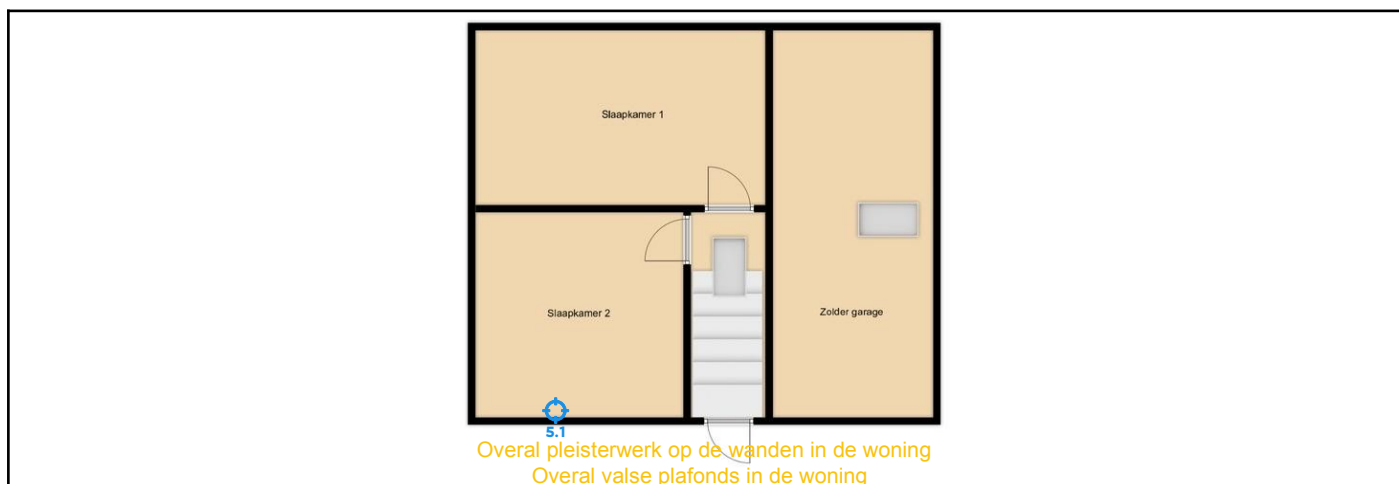 Slaapkamer 1
Slaapkamer 2
Zolder garage
5.1
Overal pleisterwerk op de wanden in de woning
Overal valse plafonds in de woning